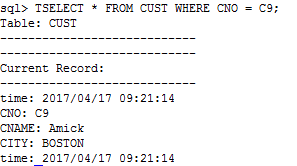 sql> TSELECT * FROM CUST WHERE CNO = C9;
Table: CUST
----------------------------
----------------------------
Current Record:
----------------------------
time: 2017/04/17 09:21:14
CNO: C9
CNAME: Amick
CITY: BOSTON
time: 2017/04/17 09:21:14